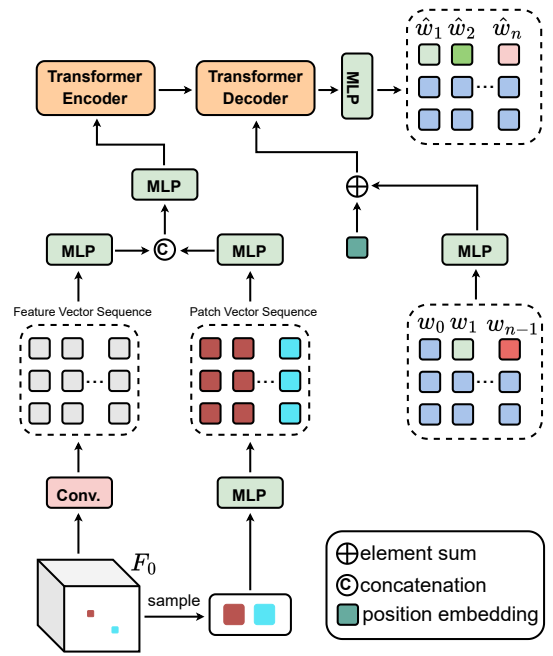 ŵ₁ ŵ₂ ŵₙ
Transformer
Encoder
Transformer
Decoder
MLP
...
MLP
MLP
C
MLP
MLP
Feature Vector Sequence
Patch Vector Sequence
w₀ w₁ wₙ₋₁
...
...
...
Conv.
MLP
F₀
sample
element sum
C concatenation
position embedding